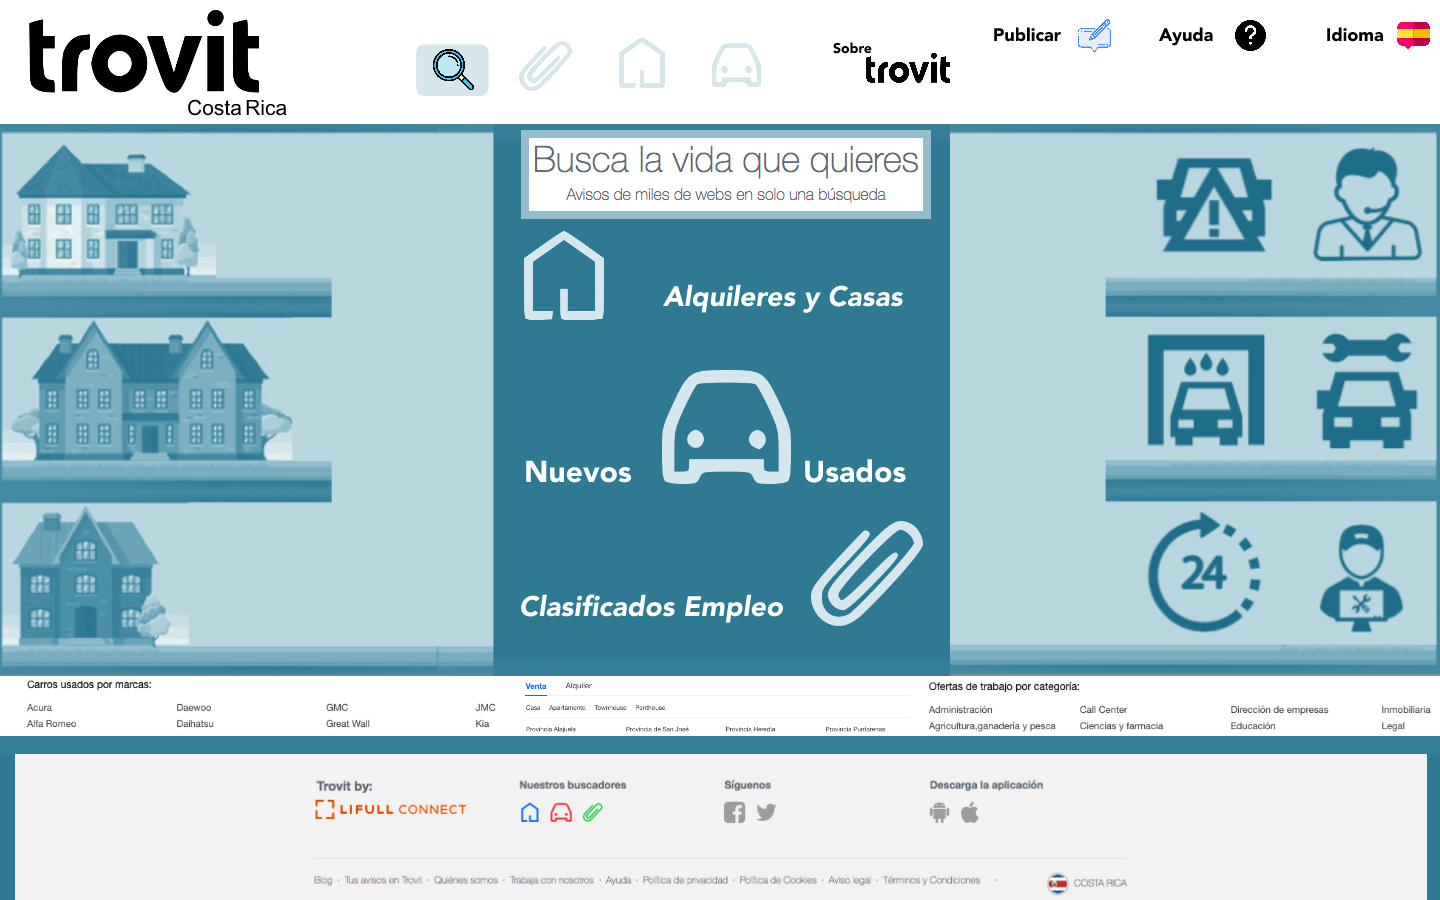 trovit
Costa Rica
Sobre
trovit
Publicar
Ayuda
?
Idioma
Busca la vida que quieres
Avisos de miles de webs en solo una búsqueda
Alquileres y Casas
Nuevos
Usados
Clasificados Empleo
24
Carros usados por marcas:
Acura Daewoo GMC JMC
Alfa Romeo Daihatsu Great Wall Kia
Venta Alquiler
Casa Apartamento Townhouse Penthouse
Provincia Alajuela Provincia de San José Provincia Heredia Provincia Puntarenas
Ofertas de trabajo por categoría:
Administración Call Center Dirección de empresas Inmobiliaria
Agricultura,ganadería y pesca Ciencias y farmacia Educación Legal
Trovit by:
LIFULL CONNECT
Nuestros buscadores
Síguenos
Descarga la aplicación
Blog · Tus avisos en Trovit · Quiénes somos · Trabaja con nosotros · Ayuda · Política de privacidad · Política de Cookies · Aviso legal · Términos y Condiciones ·
COSTA RICA